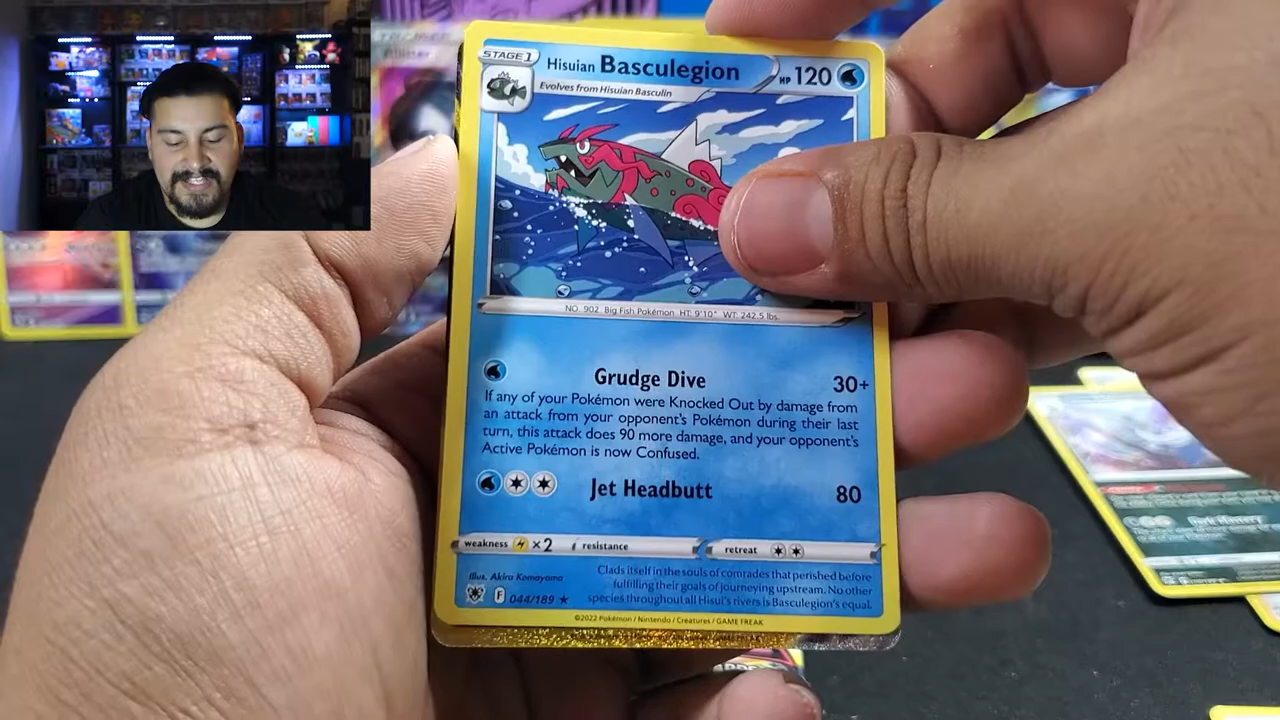 STAGE 1
Hisuian Basculegion
HP 120
Evolves from Hisuian Basculin
NO. 902 Big Fish Pokémon HT: 9'10" WT: 242.5 lbs.
Grudge Dive 30+
If any of your Pokémon were Knocked Out by damage from
an attack from your opponent's Pokémon during their last
turn, this attack does 90 more damage, and your opponent's
Active Pokémon is now Confused.
Jet Headbutt 80
weakness ×2 resistance retreat
Illus. Akira Komayama
Clads itself in the souls of comrades that perished before
fulfilling their goals of journeying upstream. No other
species throughout all Hisui's rivers is Basculegion's equal.
F 044/189 ★
©2022 Pokémon / Nintendo / Creatures / GAME FREAK